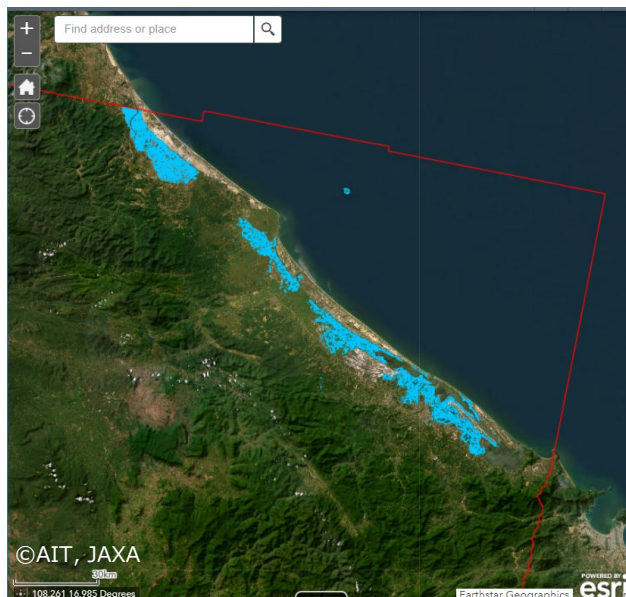 +
Find address or place
−
©AIT, JAXA
30km
108.261 16.985 Degrees
Earthstar Geographics
POWERED BY
esri